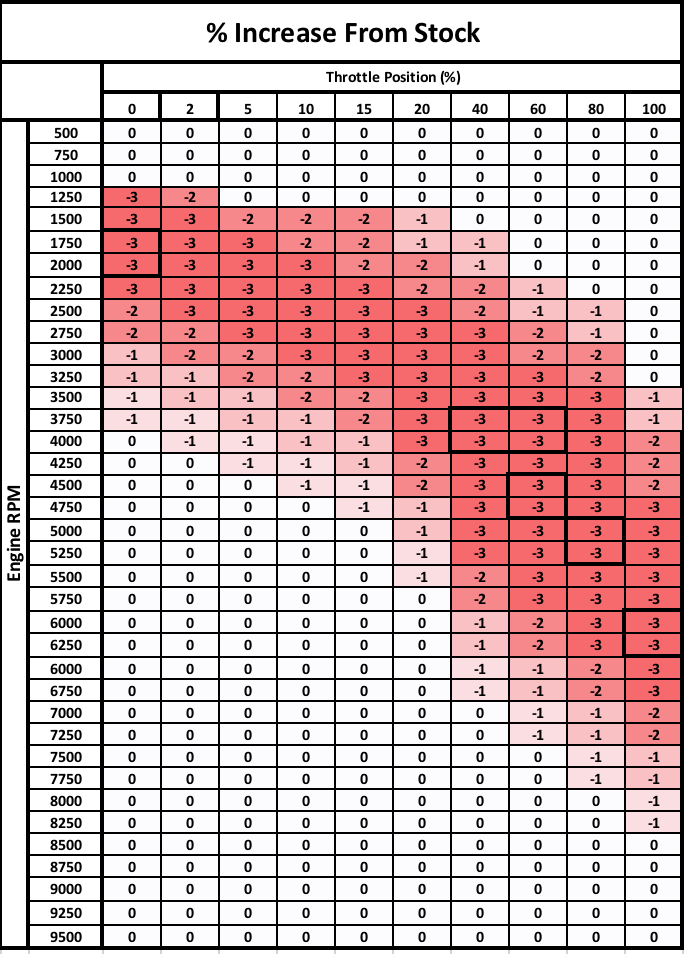 % Increase From Stock
Throttle Position (%)
0 2 5 10 15 20 40 60 80 100
Engine RPM
500 0 0 0 0 0 0 0 0 0 0
750 0 0 0 0 0 0 0 0 0 0
1000 0 0 0 0 0 0 0 0 0 0
1250 -3 -2 0 0 0 0 0 0 0 0
1500 -3 -3 -2 -2 -2 -1 0 0 0 0
1750 -3 -3 -3 -2 -2 -1 -1 0 0 0
2000 -3 -3 -3 -3 -2 -2 -1 0 0 0
2250 -3 -3 -3 -3 -3 -2 -2 -1 0 0
2500 -2 -3 -3 -3 -3 -3 -2 -1 -1 0
2750 -2 -2 -3 -3 -3 -3 -3 -2 -1 0
3000 -1 -2 -2 -3 -3 -3 -3 -2 -2 0
3250 -1 -1 -2 -2 -3 -3 -3 -3 -2 0
3500 -1 -1 -1 -2 -2 -3 -3 -3 -3 -1
3750 -1 -1 -1 -1 -2 -3 -3 -3 -3 -1
4000 0 -1 -1 -1 -1 -3 -3 -3 -3 -2
4250 0 0 -1 -1 -1 -2 -3 -3 -3 -2
4500 0 0 0 -1 -1 -2 -3 -3 -3 -2
4750 0 0 0 0 -1 -1 -3 -3 -3 -3
5000 0 0 0 0 0 -1 -3 -3 -3 -3
5250 0 0 0 0 0 -1 -3 -3 -3 -3
5500 0 0 0 0 0 -1 -2 -3 -3 -3
5750 0 0 0 0 0 0 -2 -3 -3 -3
6000 0 0 0 0 0 0 -1 -2 -3 -3
6250 0 0 0 0 0 0 -1 -2 -3 -3
6000 0 0 0 0 0 0 -1 -1 -2 -3
6750 0 0 0 0 0 0 -1 -1 -2 -3
7000 0 0 0 0 0 0 0 -1 -1 -2
7250 0 0 0 0 0 0 0 -1 -1 -2
7500 0 0 0 0 0 0 0 0 -1 -1
7750 0 0 0 0 0 0 0 0 -1 -1
8000 0 0 0 0 0 0 0 0 0 -1
8250 0 0 0 0 0 0 0 0 0 -1
8500 0 0 0 0 0 0 0 0 0 0
8750 0 0 0 0 0 0 0 0 0 0
9000 0 0 0 0 0 0 0 0 0 0
9250 0 0 0 0 0 0 0 0 0 0
9500 0 0 0 0 0 0 0 0 0 0